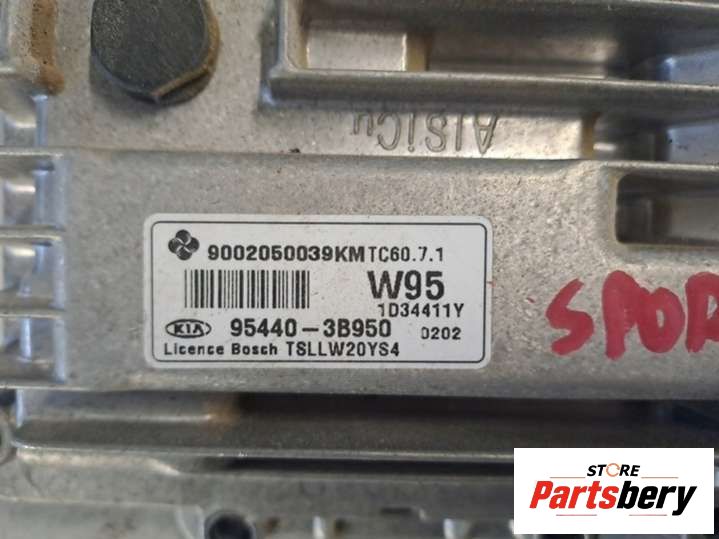 AlSiCu
9002050039KM TC60.7.1
W95
1D34411Y
KIA 95440-3B950 0202
Licence Bosch TSLLW20YS4
SPOR
STORE
Partsbery